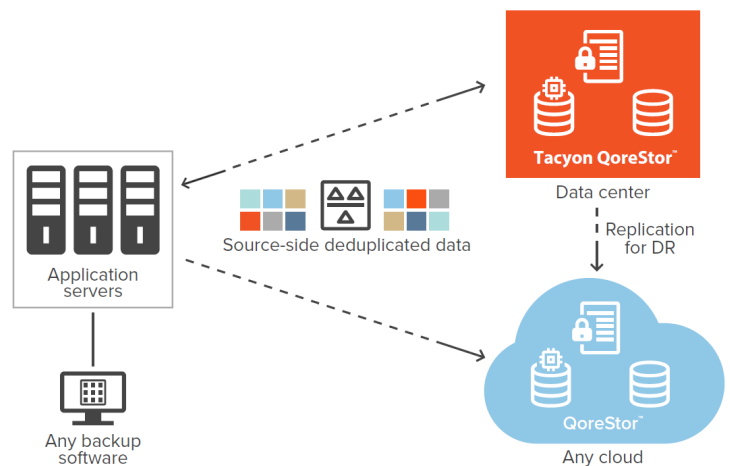 Tacyon QoreStor™
Data center
Source-side deduplicated data
Replication
for DR
Application
servers
QoreStor™
Any backup
software
Any cloud